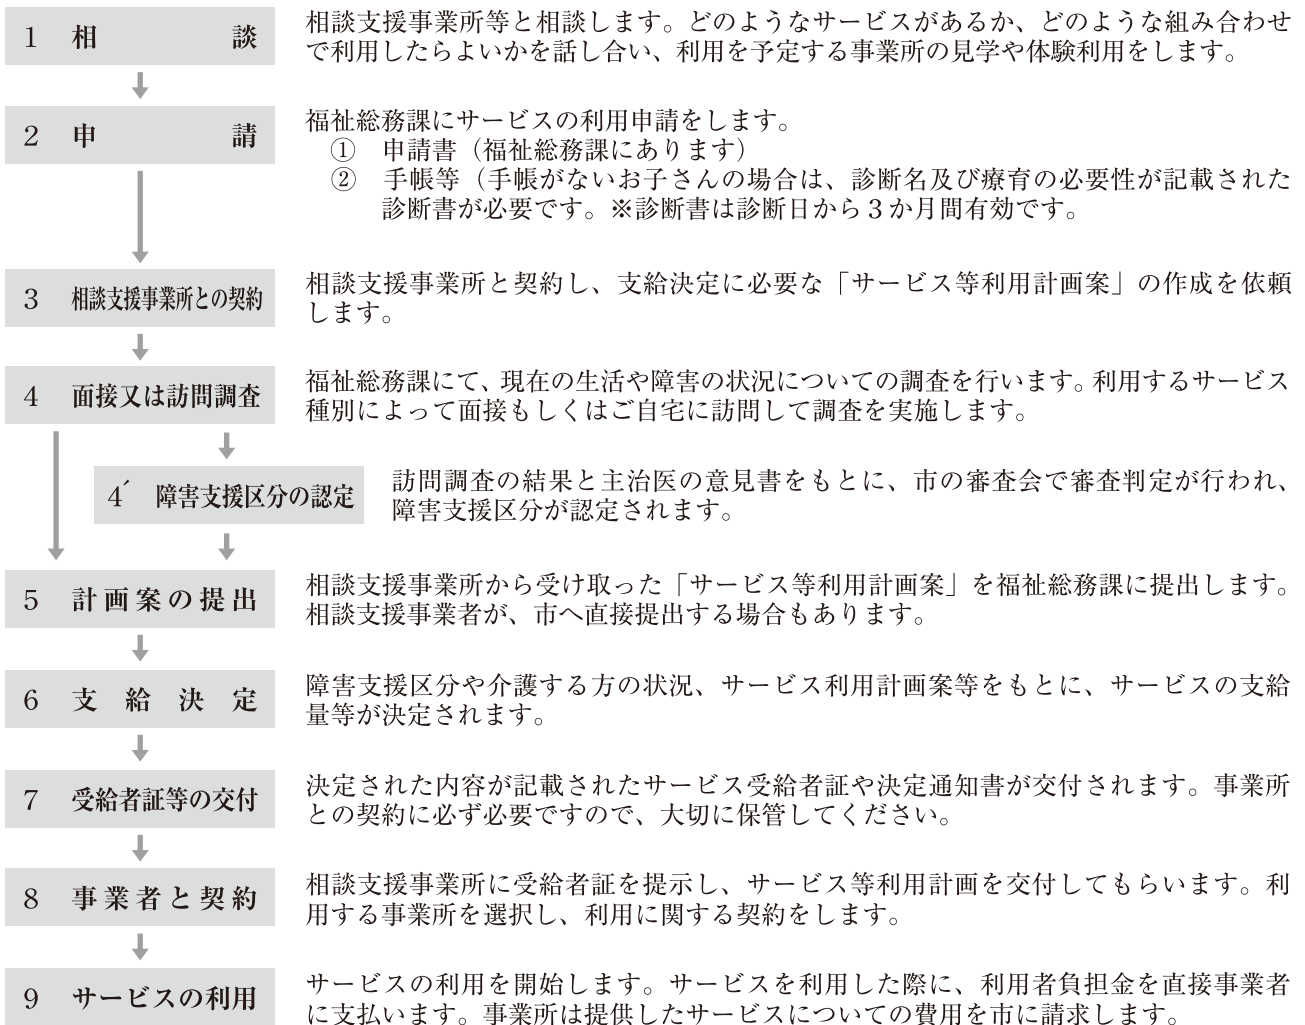 1 相談
相談支援事業所等と相談します。どのようなサービスがあるか、どのような組み合わせ
で利用したらよいかを話し合い、利用を予定する事業所の見学や体験利用をします。
2 申請
福祉総務課にサービスの利用申請をします。
① 申請書（福祉総務課にあります）
② 手帳等（手帳がないお子さんの場合は、診断名及び療育の必要性が記載された
診断書が必要です。※診断書は診断日から３か月間有効です。
3 相談支援事業所との契約
相談支援事業所と契約し、支給決定に必要な「サービス等利用計画案」の作成を依頼
します。
4 面接又は訪問調査
福祉総務課にて、現在の生活や障害の状況についての調査を行います。利用するサービス
種別によって面接もしくはご自宅に訪問して調査を実施します。
4´ 障害支援区分の認定
訪問調査の結果と主治医の意見書をもとに、市の審査会で審査判定が行われ、
障害支援区分が認定されます。
5 計画案の提出
相談支援事業所から受け取った「サービス等利用計画案」を福祉総務課に提出します。
相談支援事業者が、市へ直接提出する場合もあります。
6 支給決定
障害支援区分や介護する方の状況、サービス利用計画案等をもとに、サービスの支給
量等が決定されます。
7 受給者証等の交付
決定された内容が記載されたサービス受給者証や決定通知書が交付されます。事業所
との契約に必ず必要ですので、大切に保管してください。
8 事業者と契約
相談支援事業所に受給者証を提示し、サービス等利用計画を交付してもらいます。利
用する事業所を選択し、利用に関する契約をします。
9 サービスの利用
サービスの利用を開始します。サービスを利用した際に、利用者負担金を直接事業者
に支払います。事業所は提供したサービスについての費用を市に請求します。